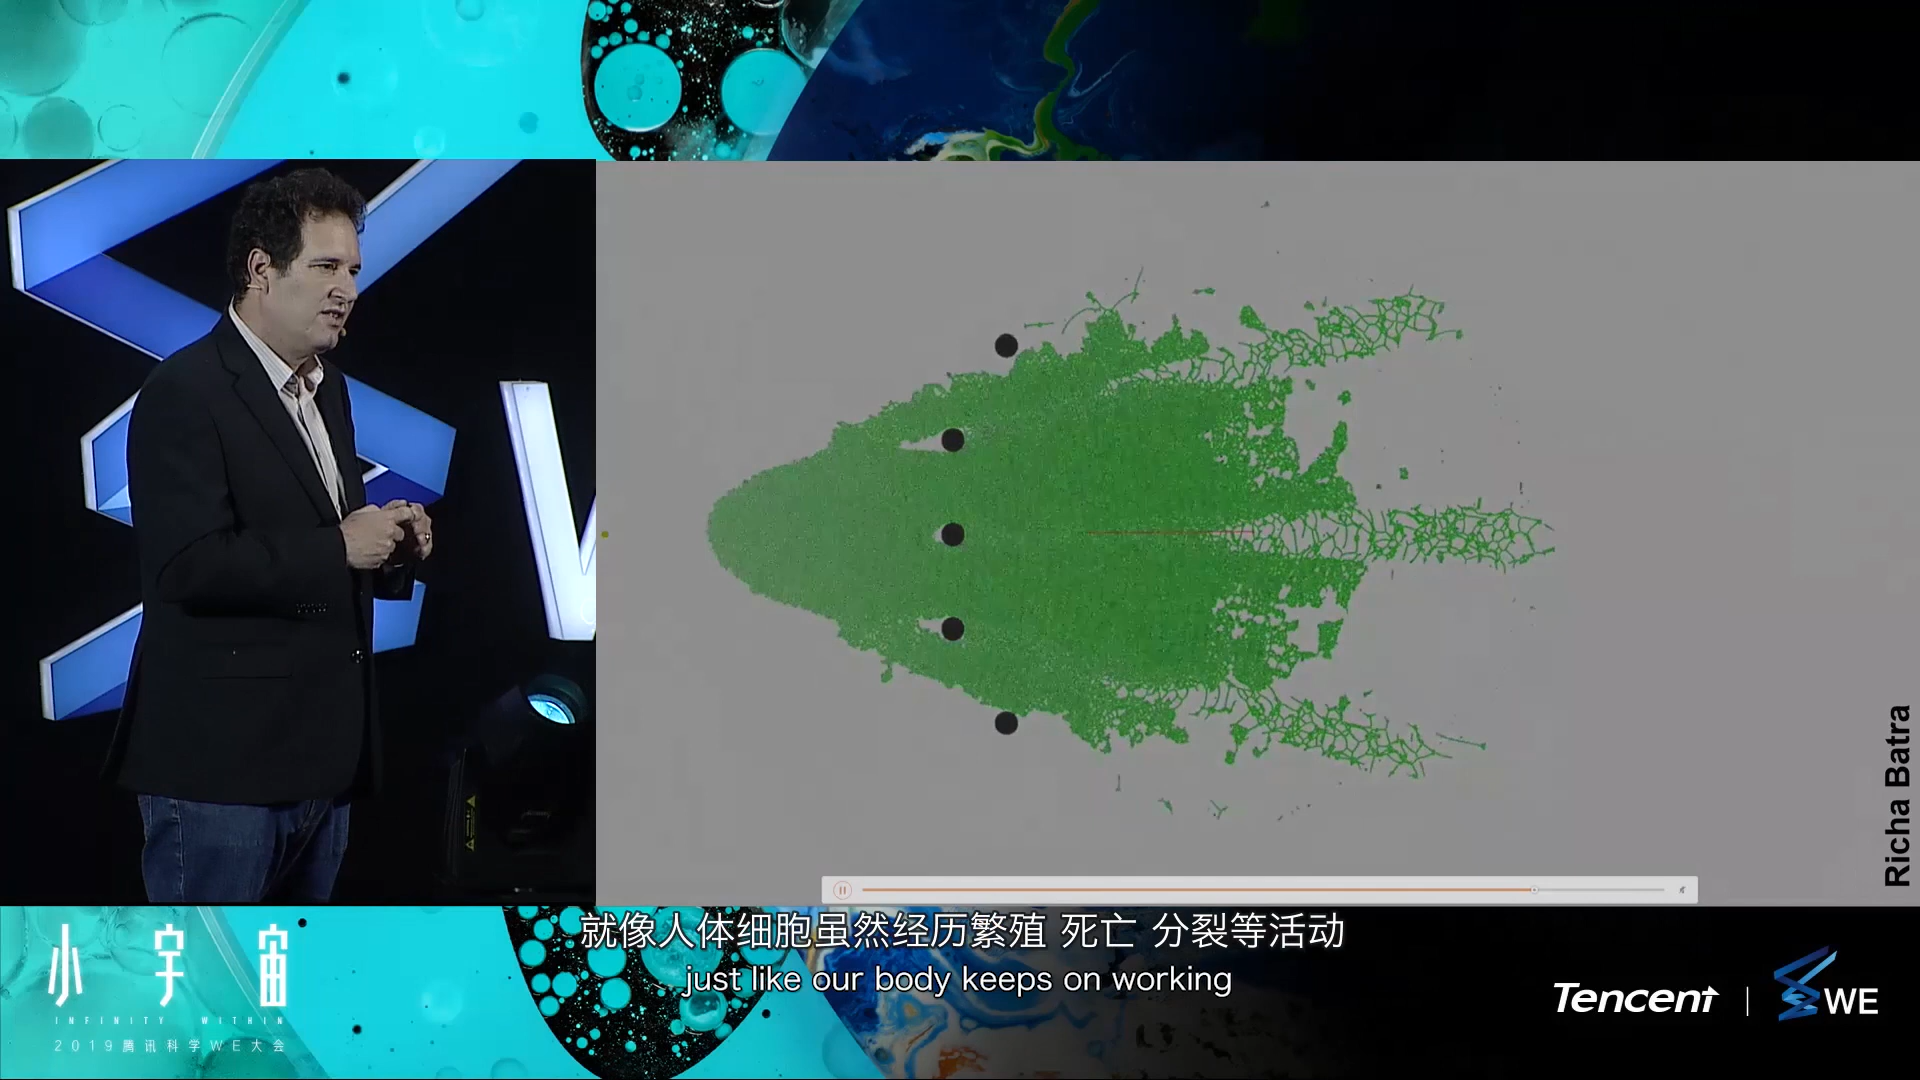 Richa Batra
就像人体细胞虽然经历繁殖 死亡 分裂等活动
just like our body keeps on working
小宇宙
INFINITY WITHIN
2019腾讯科学WE大会
Tencent | WE